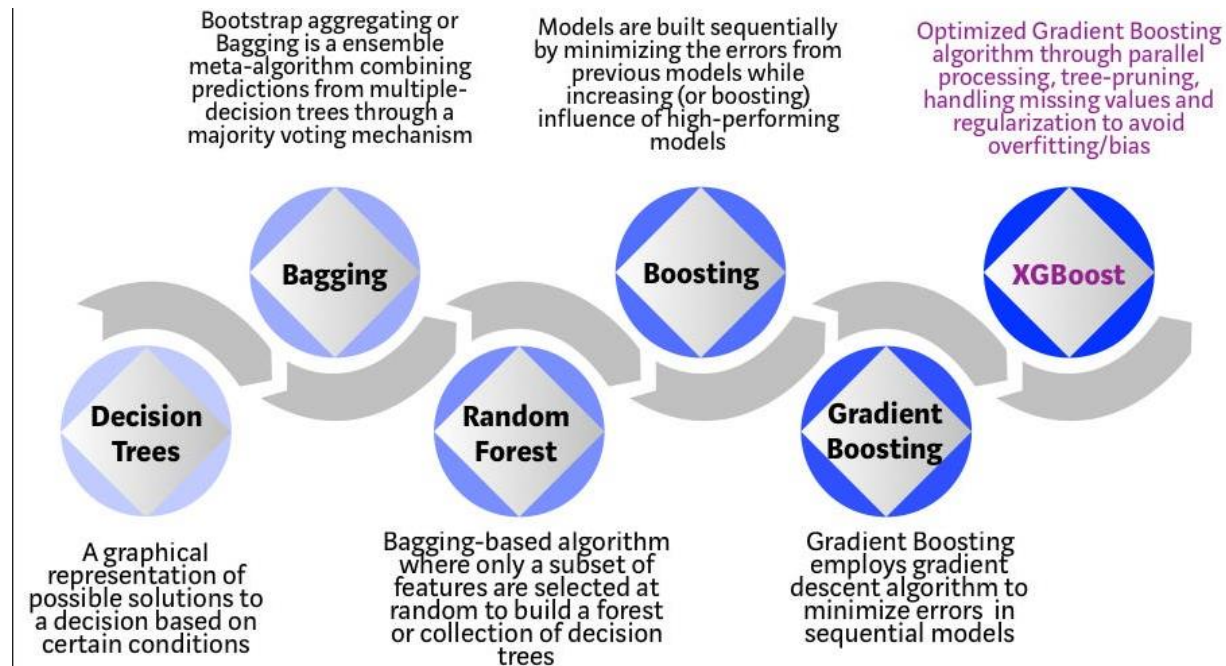 Bootstrap aggregating or
Bagging is a ensemble
meta-algorithm combining
predictions from multiple-
decision trees through a
majority voting mechanism
Models are built sequentially
by minimizing the errors from
previous models while
increasing (or boosting)
influence of high-performing
models
Optimized Gradient Boosting
algorithm through parallel
processing, tree-pruning,
handling missing values and
regularization to avoid
overfitting/bias
Bagging
Boosting
XGBoost
Decision
Trees
Random
Forest
Gradient
Boosting
A graphical
representation of
possible solutions to
a decision based on
certain conditions
Bagging-based algorithm
where only a subset of
features are selected at
random to build a forest
or collection of decision
trees
Gradient Boosting
employs gradient
descent algorithm to
minimize errors in
sequential models